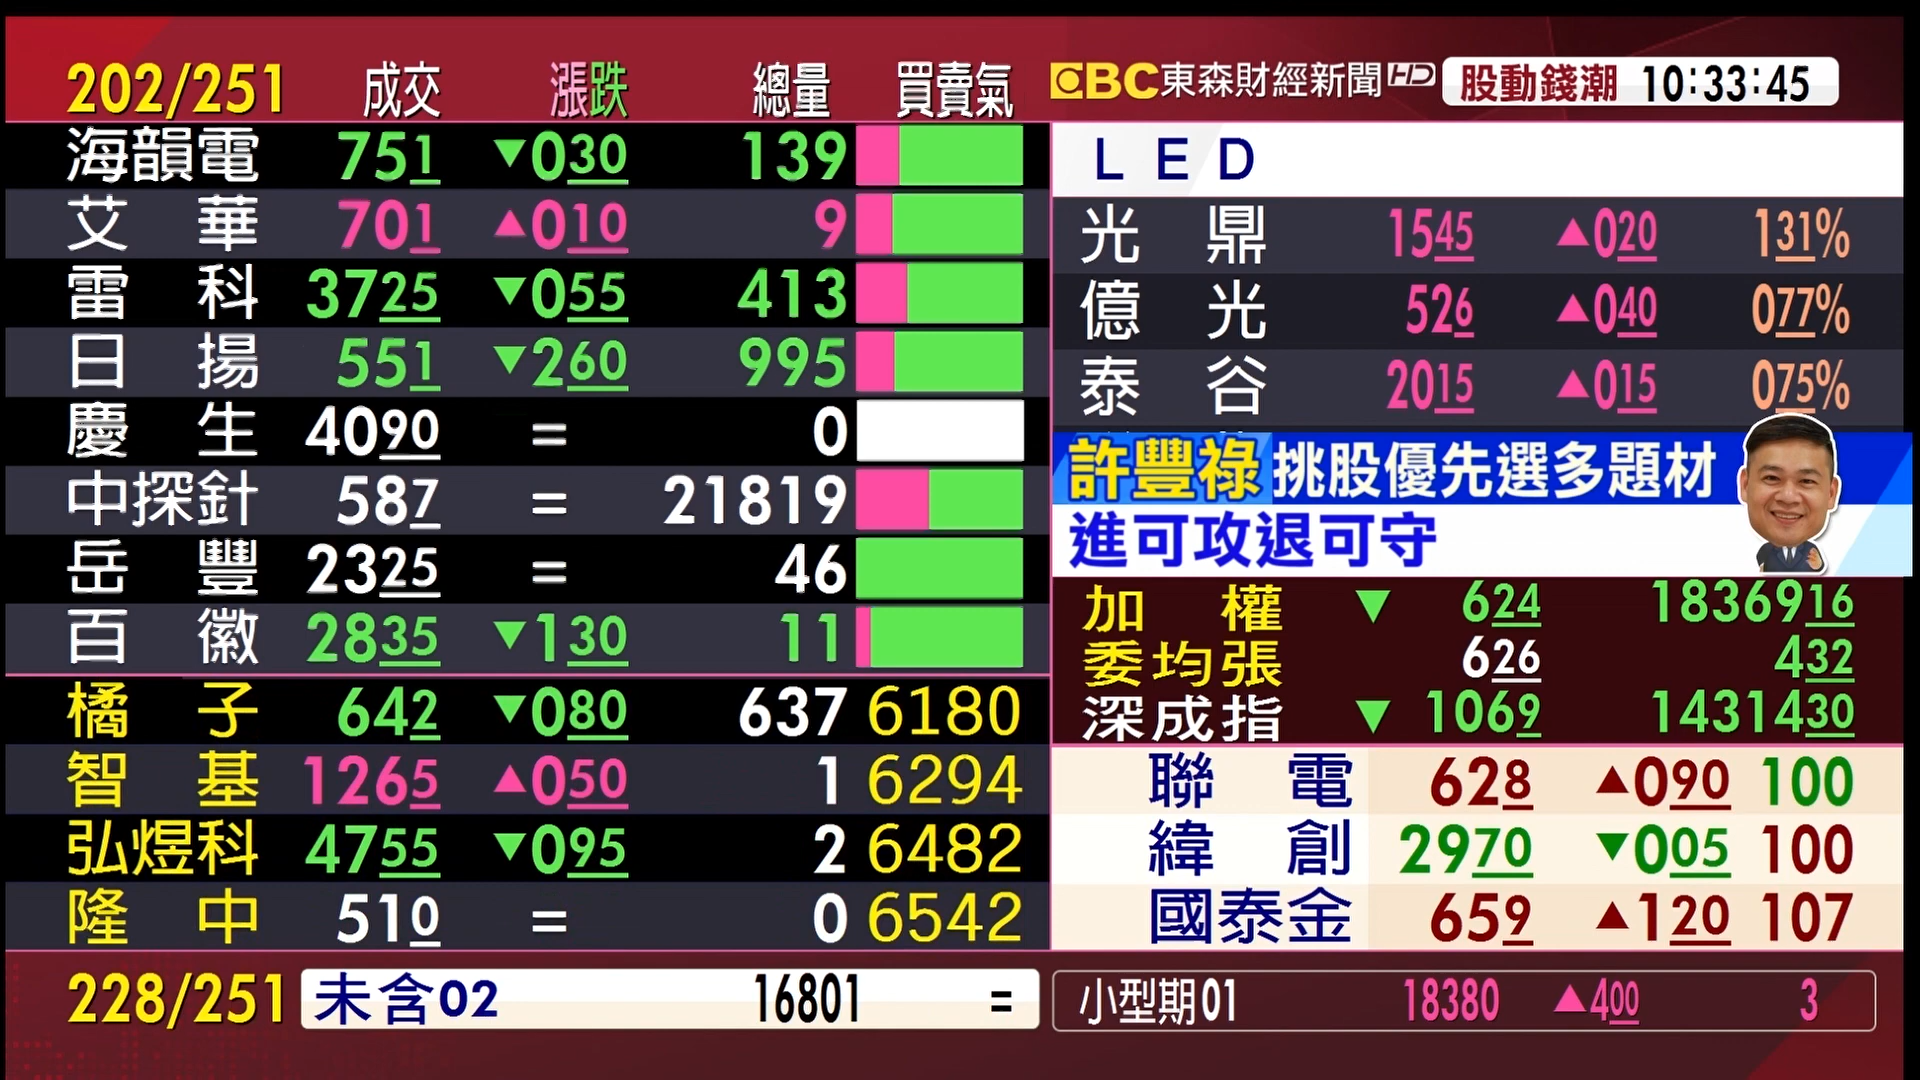 202/251 成交 漲跌 總量 買賣氣
海韻電 751 ▼030 139
艾華 701 ▲010 9
雷科 3725 ▼055 413
日揚 551 ▼260 995
慶生 4090 = 0
中探針 587 = 21819
岳豐 2325 = 46
百徽 2835 ▼130 11
橘子 642 ▼080 637 6180
智基 1265 ▲050 1 6294
弘煜科 4755 ▼095 2 6482
隆中 510 = 0 6542
228/251 未含02 16801 =
EBC東森財經新聞HD 股動錢潮 10:33:45
LED
光鼎 1545 ▲020 131%
億光 526 ▲040 077%
泰谷 2015 ▲015 075%
許豐祿 挑股優先選多題材
進可攻退可守
加權 ▼ 624 1836916
委均張 626 432
深成指 ▼ 1069 1431430
聯電 628 ▲090 100
緯創 2970 ▼005 100
國泰金 659 ▲120 107
小型期01 18380 ▲400 3